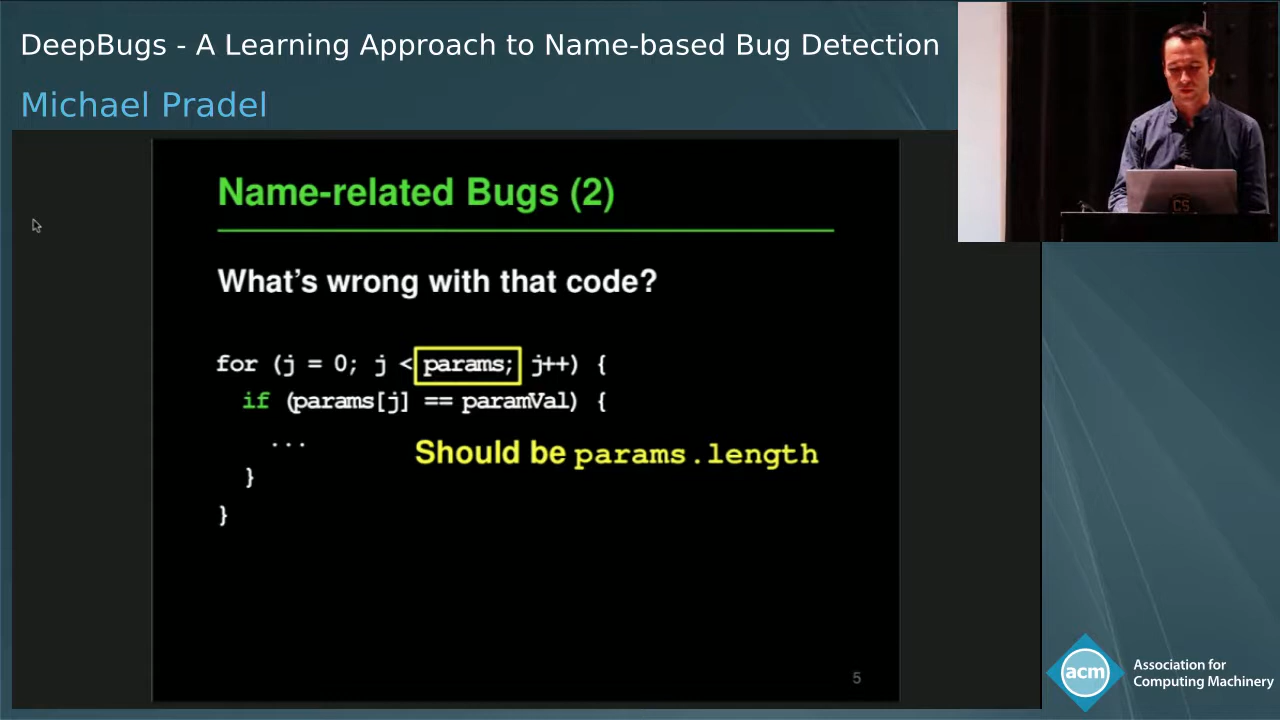 DeepBugs - A Learning Approach to Name-based Bug Detection
Michael Pradel
Name-related Bugs (2)
What's wrong with that code?
for (j = 0; j < params; j++) {
if (params[j] == paramVal) {
...
Should be params.length
}
}
5
CS
acm
Association for
Computing Machinery